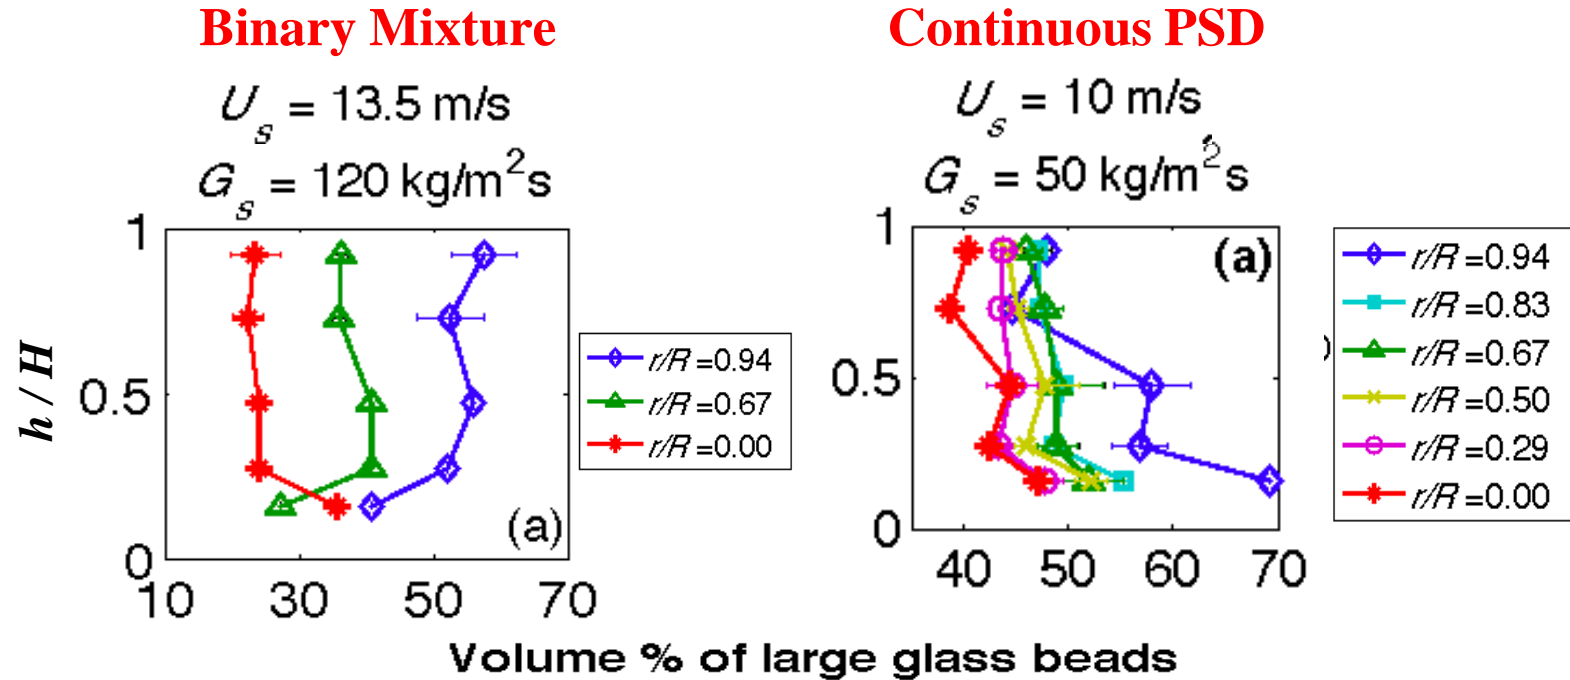 Binary Mixture
U_s = 13.5 m/s
G_s = 120 kg/m²s
1
0.5
0
10 30 50 70
h / H
(a)
r/R =0.94
r/R =0.67
r/R =0.00
Continuous PSD
U_s = 10 m/s
G_s = 50 kg/m²s
1
0.5
0
40 50 60 70
(a)
r/R =0.94
r/R =0.83
r/R =0.67
r/R =0.50
r/R =0.29
r/R =0.00
Volume % of large glass beads